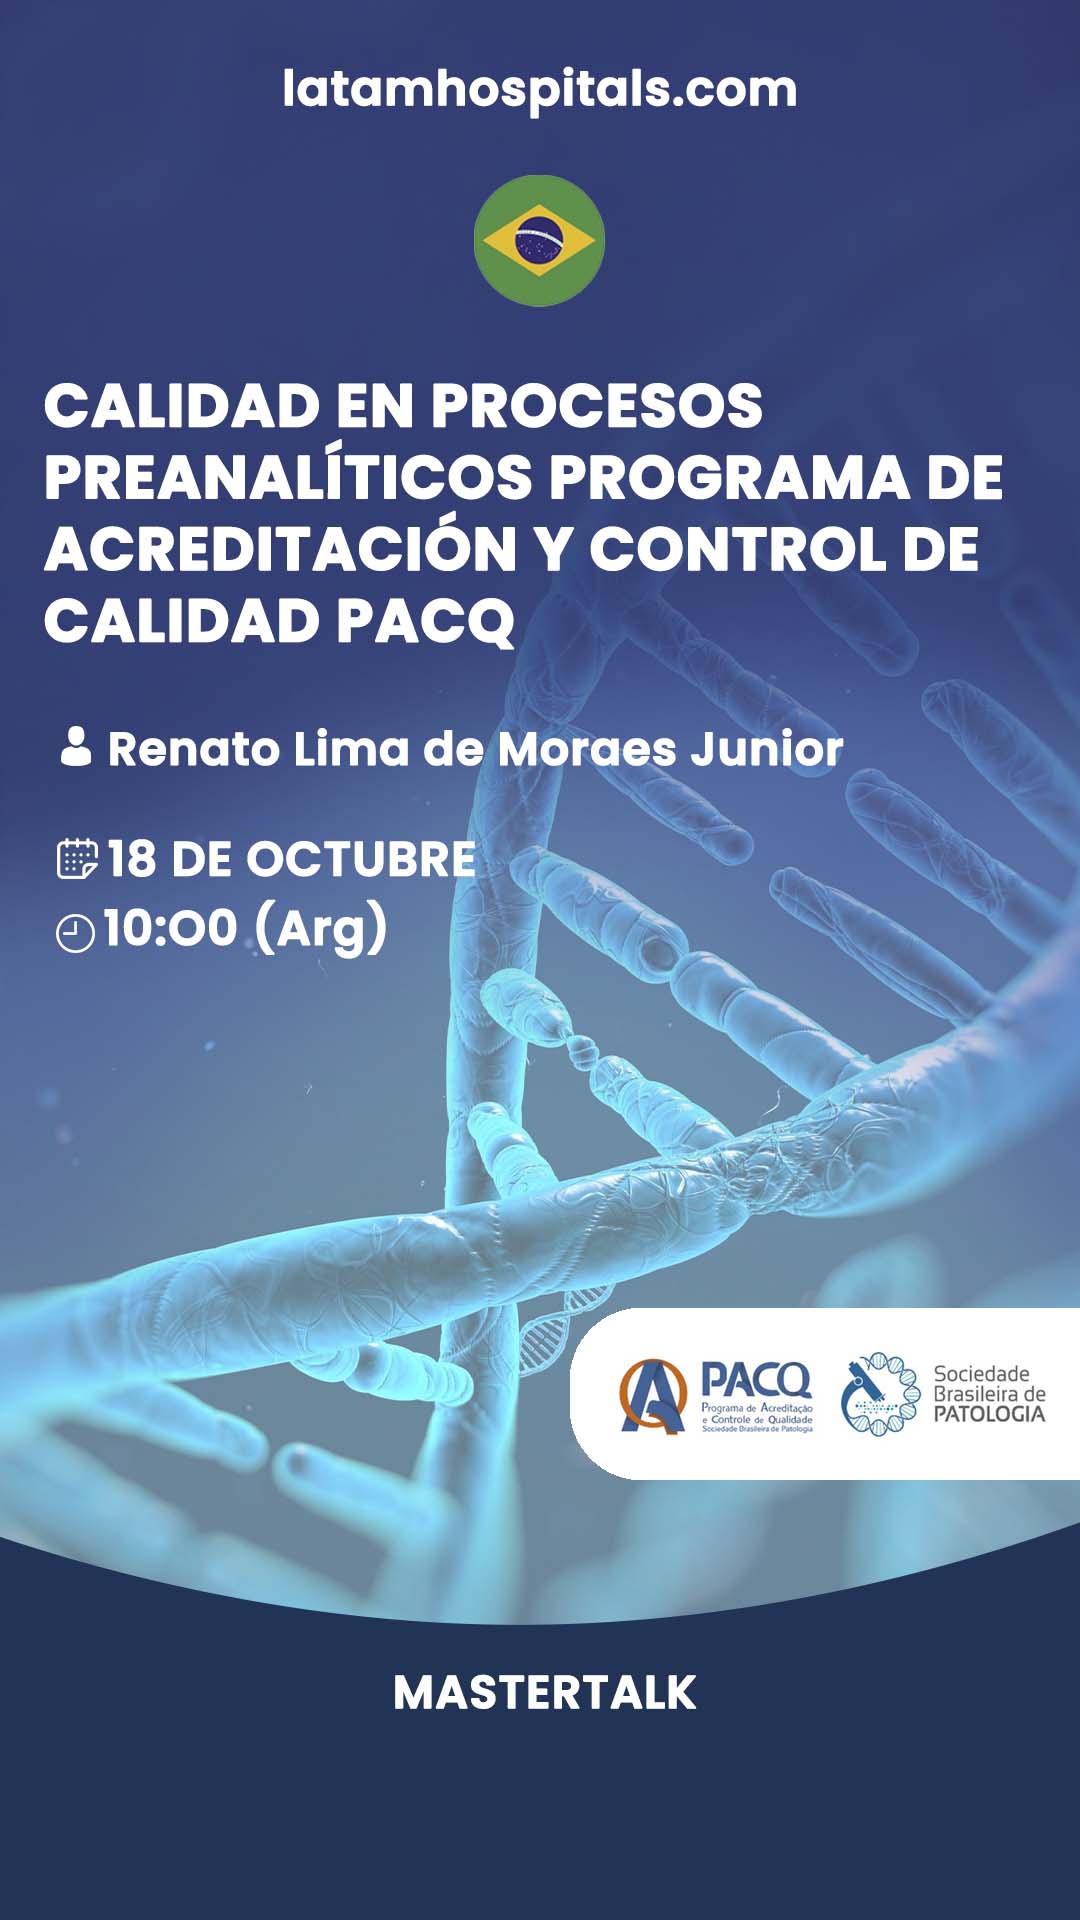 latamhospitals.com
CALIDAD EN PROCESOS
PREANALÍTICOS PROGRAMA DE
ACREDITACIÓN Y CONTROL DE
CALIDAD PACQ
Renato Lima de Moraes Junior
18 DE OCTUBRE
10:O0 (Arg)
PACQ
Programa de Acreditação
e Controle de Qualidade
Sociedade Brasileira de Patologia
Sociedade
Brasileira de
PATOLOGIA
MASTERTALK